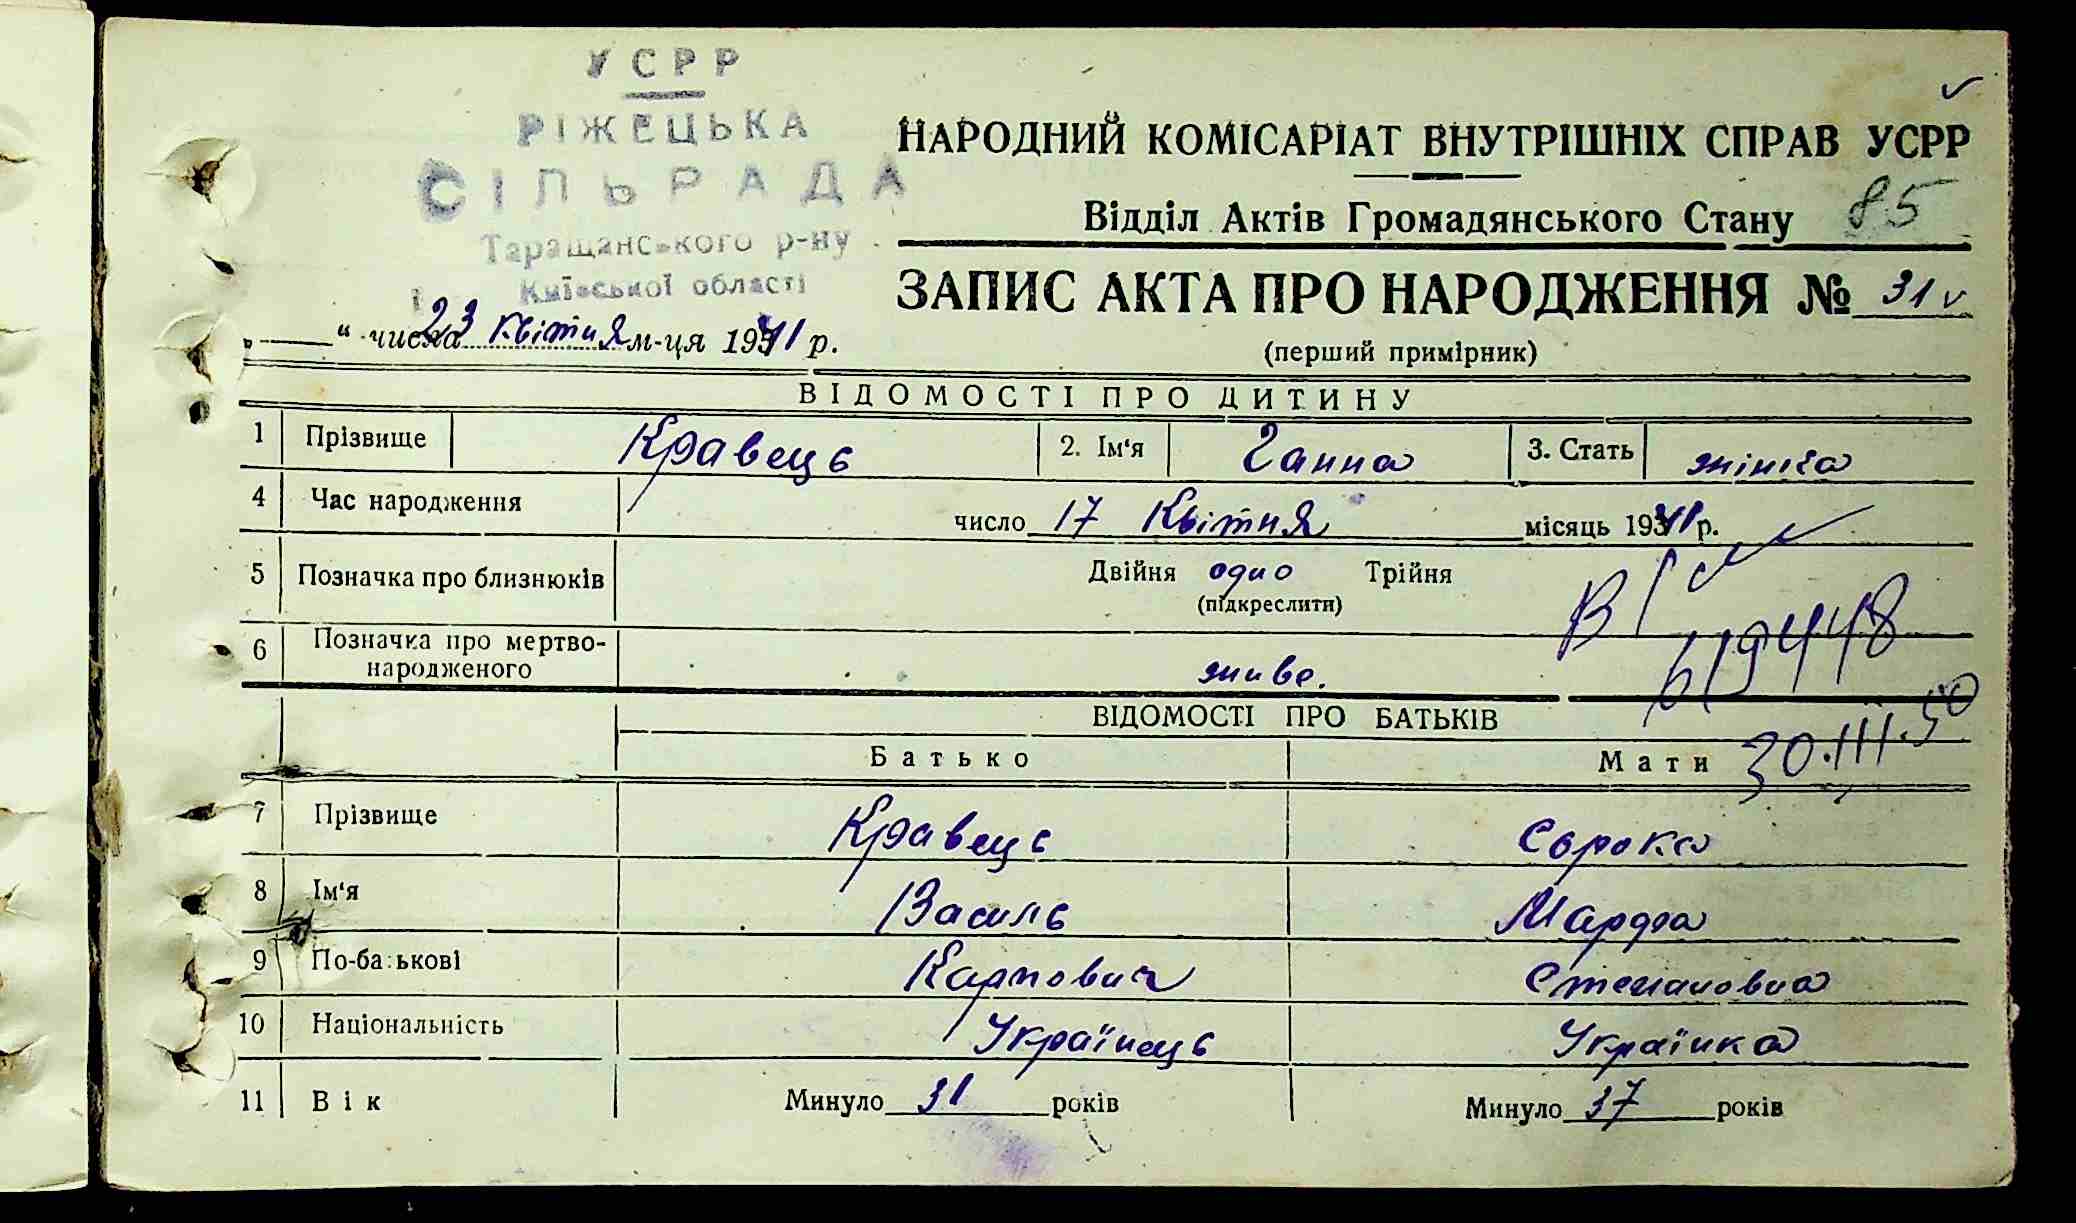 УСРР
РІЖЕЦЬКА
СІЛЬРАДА
Таращанського р-ну
Київської області
„ “ числа 23 квітня м-ця 1941 р.
НАРОДНИЙ КОМІСАРІАТ ВНУТРІШНІХ СПРАВ УСРР
Відділ Актів Громадянського Стану 85
ЗАПИС АКТА ПРО НАРОДЖЕННЯ № 31
(перший примірник)
ВІДОМОСТІ ПРО ДИТИНУ
1 Прізвище Кравець 2. Ім'я Ганна 3. Стать жіноча
4 Час народження число 17 Квітня місяць 1941 р.
5 Позначка про близнюків Двійня одно Трійня
(підкреслити)
6 Позначка про мертво-
народженого живе.
619448
30.III.50
ВІДОМОСТІ ПРО БАТЬКІВ
Батько Мати
7 Прізвище Кравець Сорока
8 Ім'я Василь Марфа
9 По-батькові Карпович Степановна
10 Національність Українець Українка
11 Вік Минуло 31 років Минуло 37 років